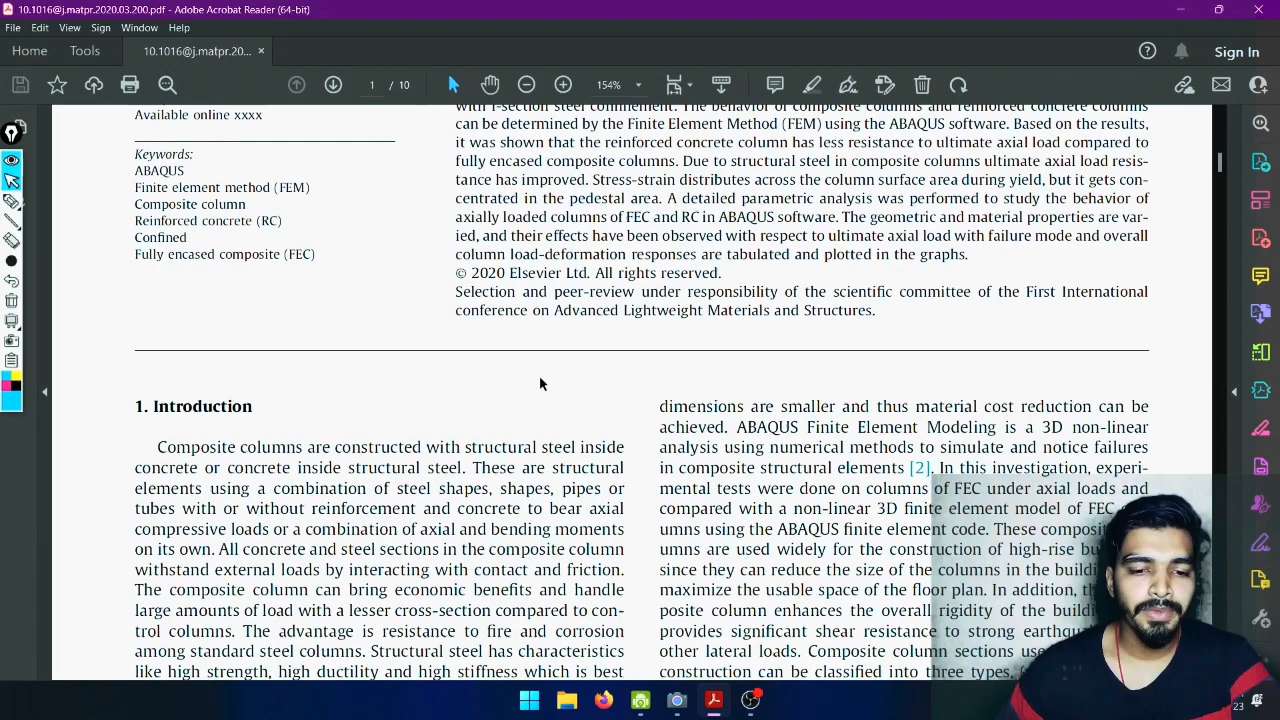 10.1016@j.matpr.2020.03.200.pdf - Adobe Acrobat Reader (64-bit)
File Edit View Sign Window Help
Home Tools 10.1016@j.matpr.20... × Sign In
1 / 10 154%
Available online xxxx
Keywords:
ABAQUS
Finite element method (FEM)
Composite column
Reinforced concrete (RC)
Confined
Fully encased composite (FEC)
with I-section steel confinement. The behavior of composite columns and reinforced concrete columns
can be determined by the Finite Element Method (FEM) using the ABAQUS software. Based on the results,
it was shown that the reinforced concrete column has less resistance to ultimate axial load compared to
fully encased composite columns. Due to structural steel in composite columns ultimate axial load resis-
tance has improved. Stress-strain distributes across the column surface area during yield, but it gets con-
centrated in the pedestal area. A detailed parametric analysis was performed to study the behavior of
axially loaded columns of FEC and RC in ABAQUS software. The geometric and material properties are var-
ied, and their effects have been observed with respect to ultimate axial load with failure mode and overall
column load-deformation responses are tabulated and plotted in the graphs.
© 2020 Elsevier Ltd. All rights reserved.
Selection and peer-review under responsibility of the scientific committee of the First International
conference on Advanced Lightweight Materials and Structures.
1. Introduction
Composite columns are constructed with structural steel inside
concrete or concrete inside structural steel. These are structural
elements using a combination of steel shapes, shapes, pipes or
tubes with or without reinforcement and concrete to bear axial
compressive loads or a combination of axial and bending moments
on its own. All concrete and steel sections in the composite column
withstand external loads by interacting with contact and friction.
The composite column can bring economic benefits and handle
large amounts of load with a lesser cross-section compared to con-
trol columns. The advantage is resistance to fire and corrosion
among standard steel columns. Structural steel has characteristics
like high strength, high ductility and high stiffness which is best
dimensions are smaller and thus material cost reduction can be
achieved. ABAQUS Finite Element Modeling is a 3D non-linear
analysis using numerical methods to simulate and notice failures
in composite structural elements [2]. In this investigation, experi-
mental tests were done on columns of FEC under axial loads and
compared with a non-linear 3D finite element model of FEC
umns using the ABAQUS finite element code. These composi
umns are used widely for the construction of high-rise bu
since they can reduce the size of the columns in the buildi
maximize the usable space of the floor plan. In addition, t
posite column enhances the overall rigidity of the buildi
provides significant shear resistance to strong earthqu
other lateral loads. Composite column sections use
construction can be classified into three types,
23